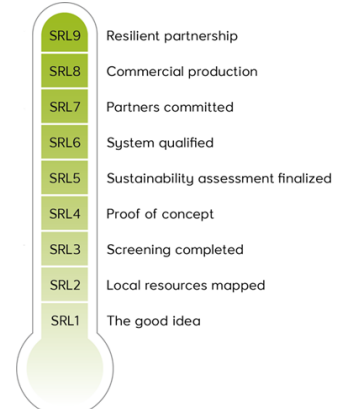 SRL9 Resilient partnership
SRL8 Commercial production
SRL7 Partners committed
SRL6 System qualified
SRL5 Sustainability assessment finalized
SRL4 Proof of concept
SRL3 Screening completed
SRL2 Local resources mapped
SRL1 The good idea